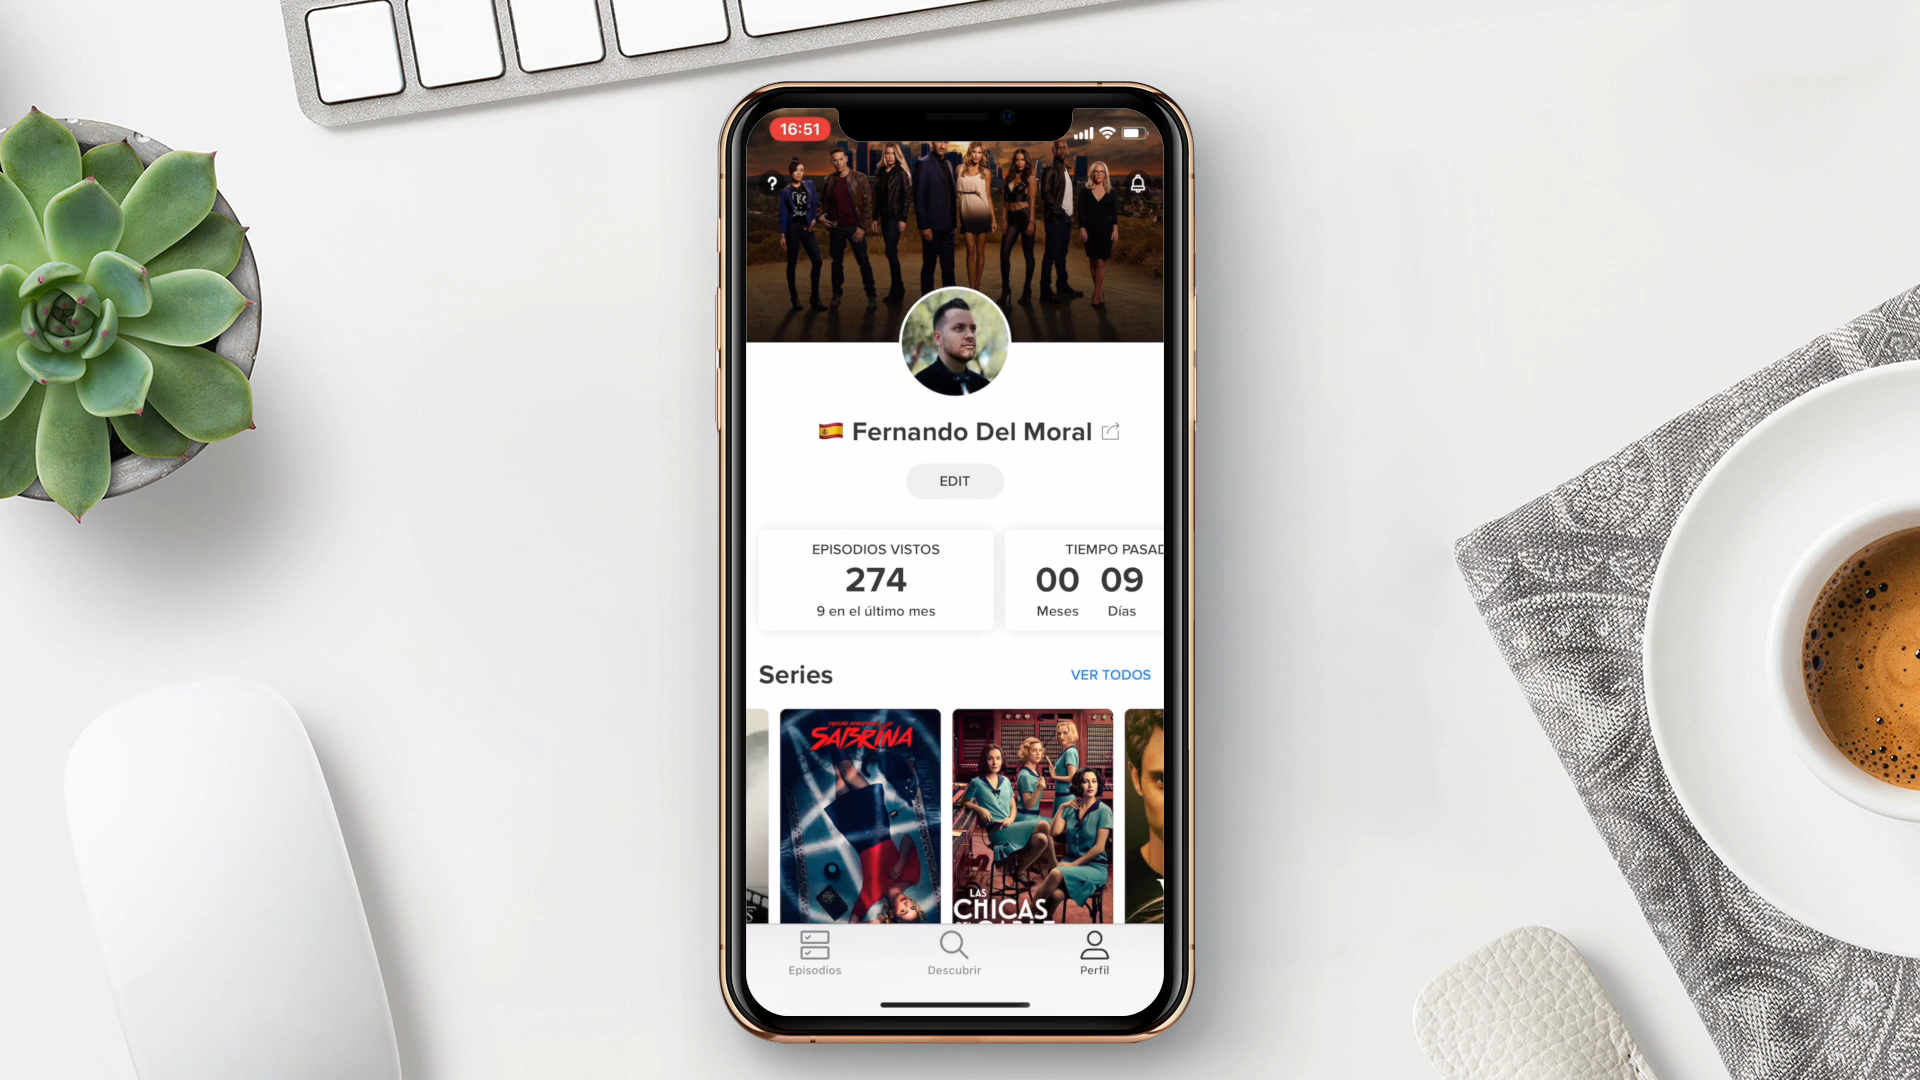 16:51
?
Fernando Del Moral
EDIT
EPISODIOS VISTOS
274
9 en el último mes
TIEMPO PASAD
00 09
Meses Días
Series
VER TODOS
SABRINA
LAS
CHICAS
Episodios
Descubrir
Perfil